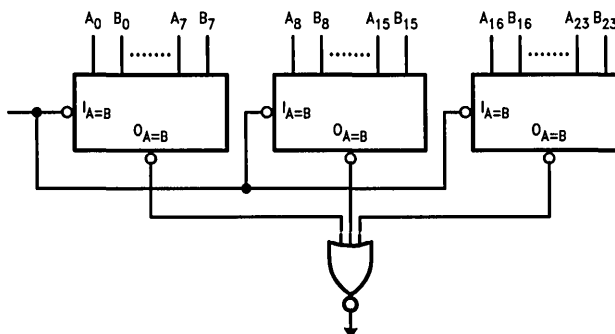 A0 B0 ........ A7 B7 A8 B8 ........ A15 B15 A16 B16 ........ A23 B23
IA=B IA=B IA=B
OA=B OA=B OA=B